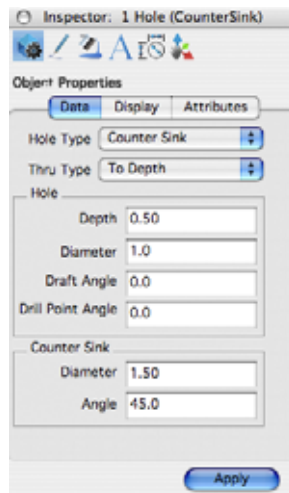 Inspector: 1 Hole (CounterSink)
Object Properties
Data Display Attributes
Hole Type Counter Sink
Thru Type To Depth
Hole
Depth 0.50
Diameter 1.0
Draft Angle 0.0
Drill Point Angle 0.0
Counter Sink
Diameter 1.50
Angle 45.0
Apply